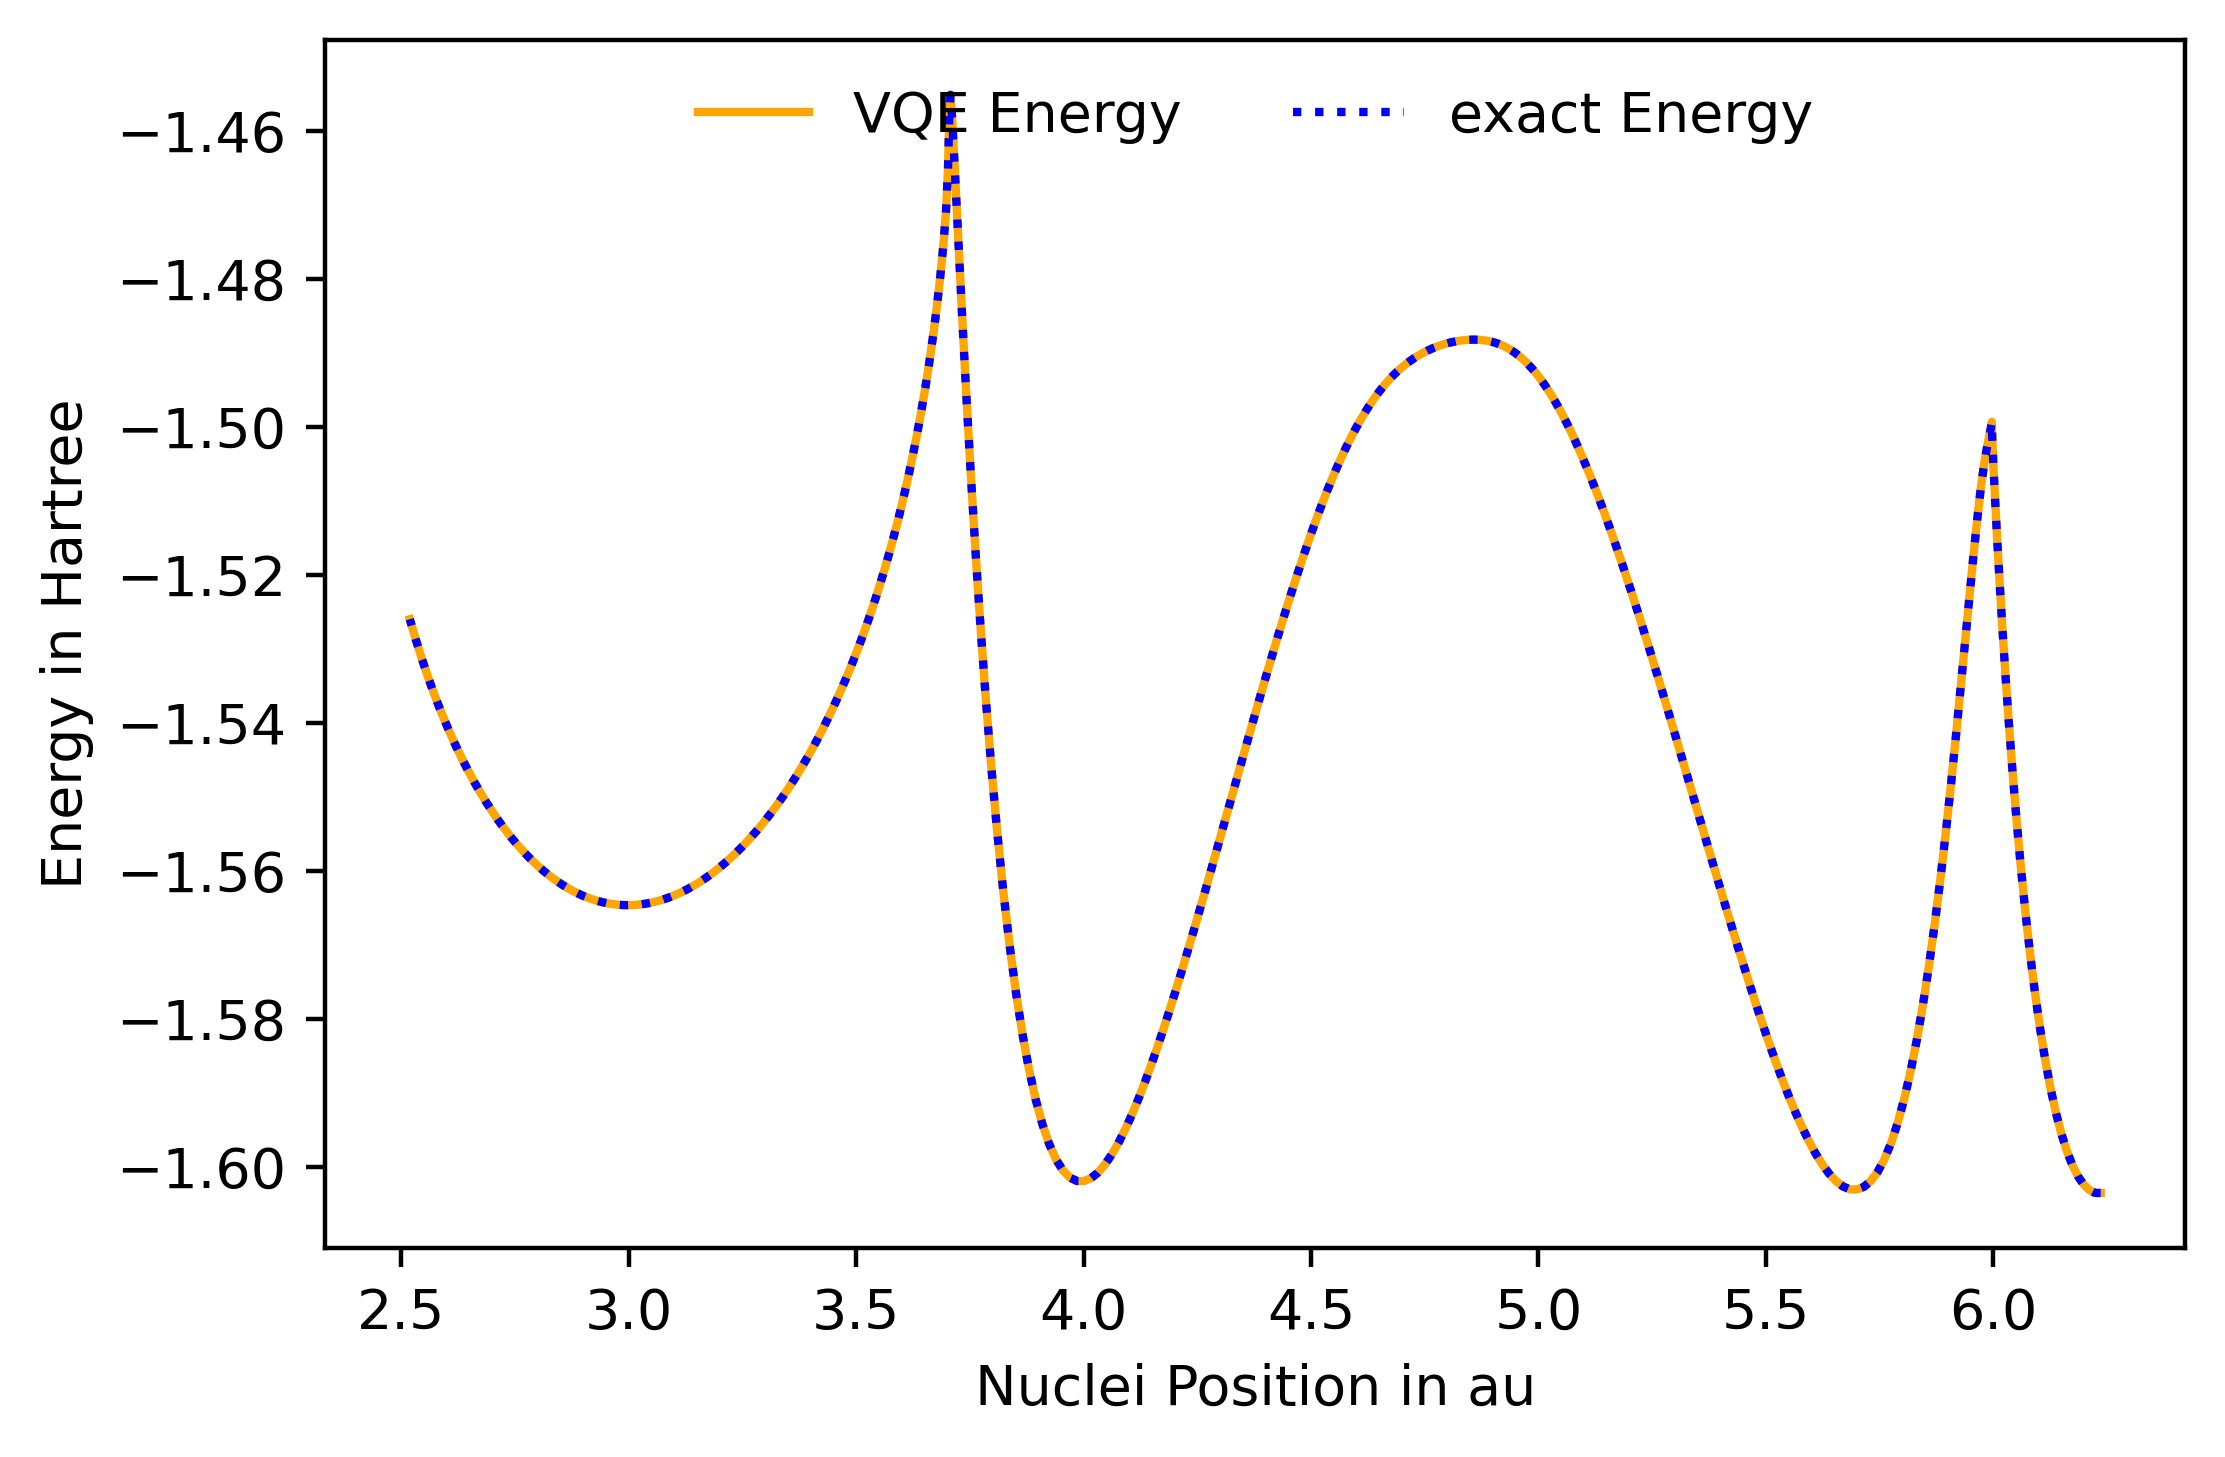 VQE Energy
exact Energy
−1.46
−1.48
−1.50
−1.52
−1.54
−1.56
−1.58
−1.60
Energy in Hartree
2.5 3.0 3.5 4.0 4.5 5.0 5.5 6.0
Nuclei Position in au